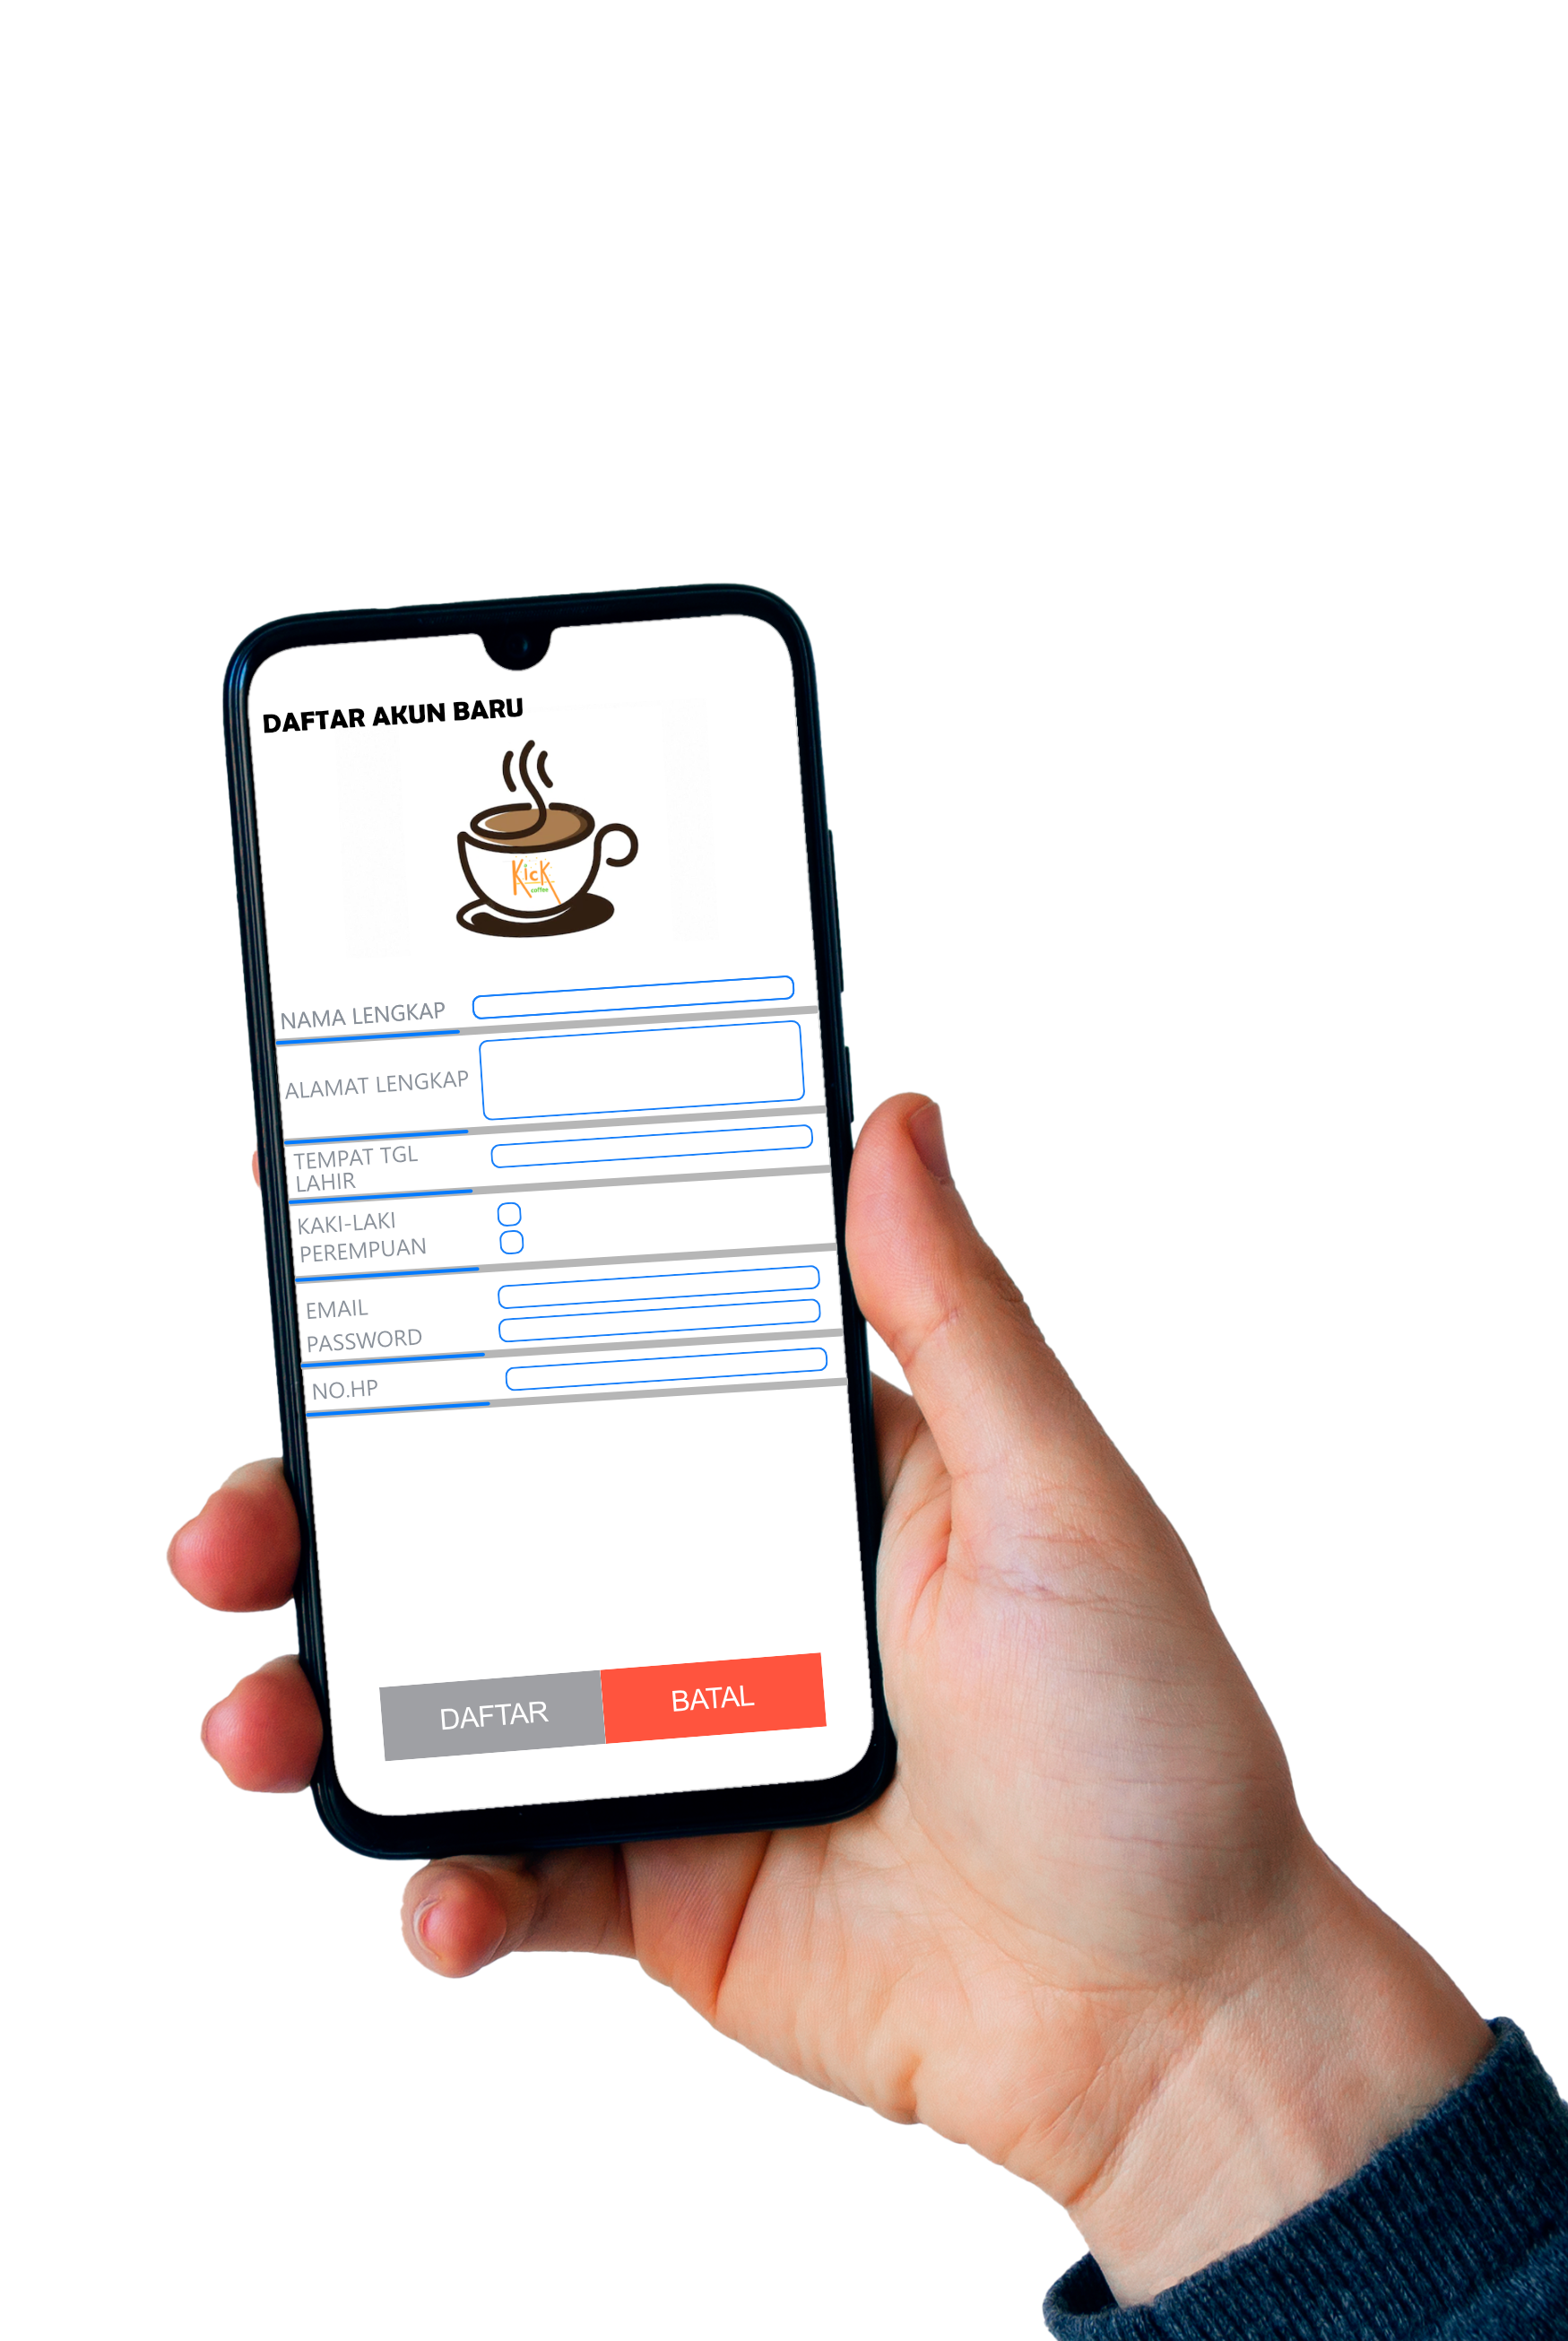 DAFTAR AKUN BARU
Kick
coffee
NAMA LENGKAP
ALAMAT LENGKAP
TEMPAT TGL
LAHIR
KAKI-LAKI
PEREMPUAN
EMAIL
PASSWORD
NO.HP
DAFTAR
BATAL